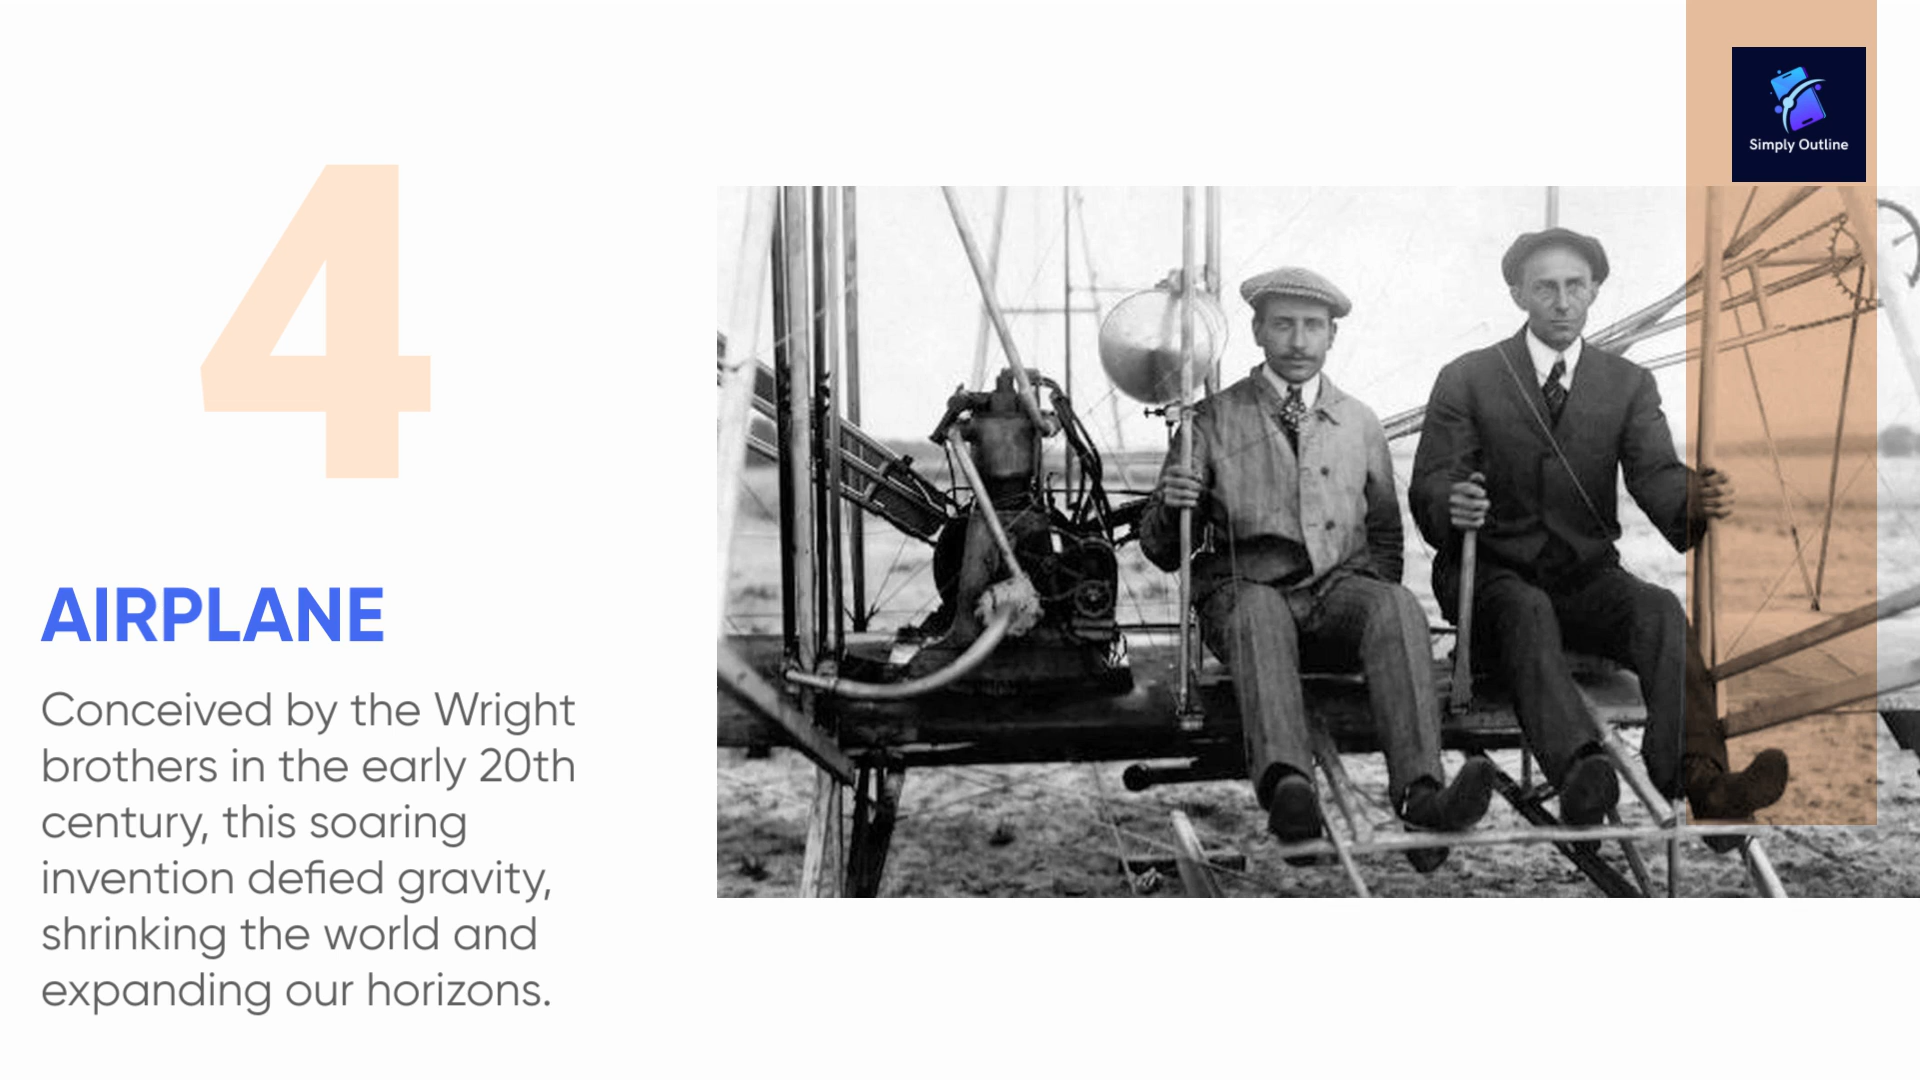 Simply Outline
4
AIRPLANE
Conceived by the Wright
brothers in the early 20th
century, this soaring
invention defied gravity,
shrinking the world and
expanding our horizons.